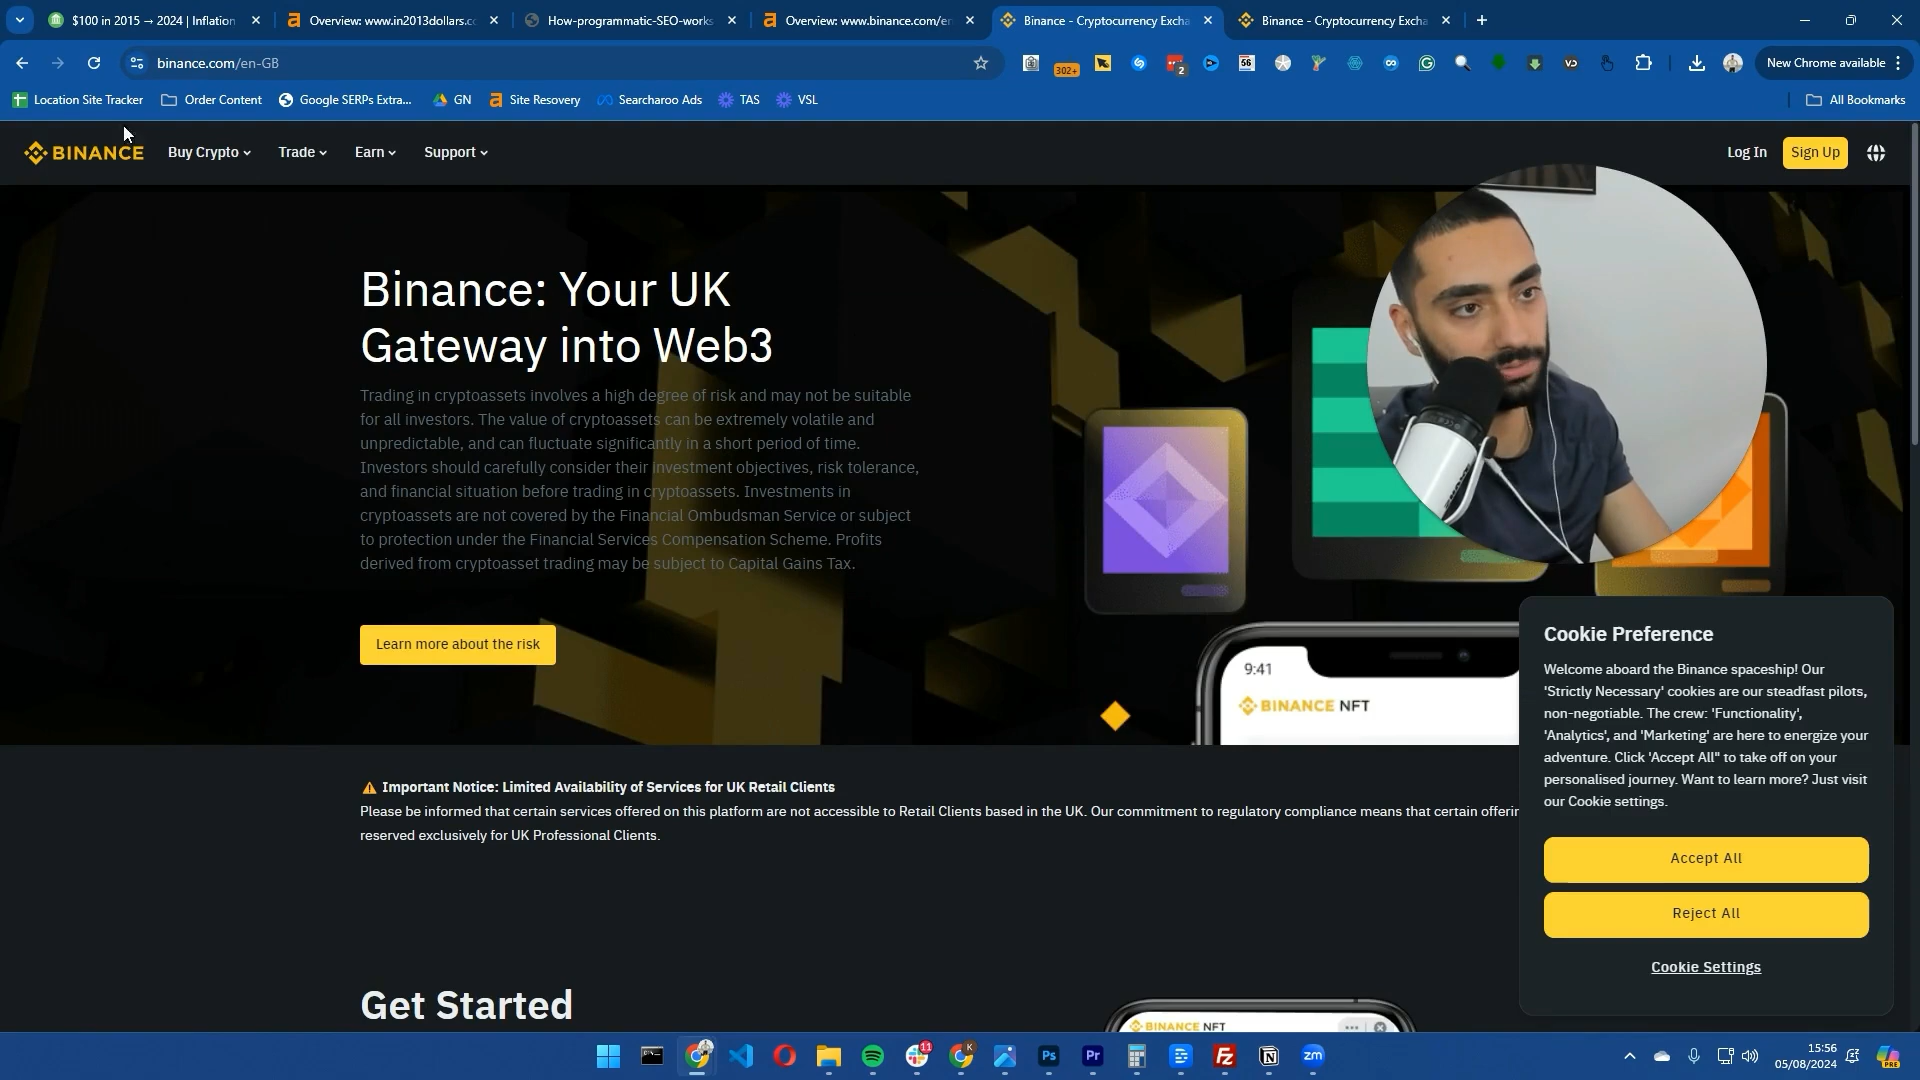 $100 in 2015 → 2024 | Inflation
Overview: www.in2013dollars.c
How-programmatic-SEO-works
Overview: www.binance.com/en
Binance - Cryptocurrency Excha
Binance - Cryptocurrency Excha
binance.com/en-GB
302+
2
56
New Chrome available
Location Site Tracker
Order Content
Google SERPs Extra...
GN
Site Recovery
Searcharoo Ads
TAS
VSL
All Bookmarks
BINANCE
Buy Crypto
Trade
Earn
Support
Log In
Sign Up
Binance: Your UK
Gateway into Web3
Trading in cryptoassets involves a high degree of risk and may not be suitable
for all investors. The value of cryptoassets can be extremely volatile and
unpredictable, and can fluctuate significantly in a short period of time.
Investors should carefully consider their investment objectives, risk tolerance,
and financial situation before trading in cryptoassets. Investments in
cryptoassets are not covered by the Financial Ombudsman Service or subject
to protection under the Financial Services Compensation Scheme. Profits
derived from cryptoasset trading may be subject to Capital Gains Tax.
Learn more about the risk
9:41
BINANCE NFT
Important Notice: Limited Availability of Services for UK Retail Clients
Please be informed that certain services offered on this platform are not accessible to Retail Clients based in the UK. Our commitment to regulatory compliance means that certain offerin
reserved exclusively for UK Professional Clients.
Cookie Preference
Welcome aboard the Binance spaceship! Our
'Strictly Necessary' cookies are our steadfast pilots,
non-negotiable. The crew: 'Functionality',
'Analytics', and 'Marketing' are here to energize your
adventure. Click 'Accept All" to take off on your
personalised journey. Want to learn more? Just visit
our Cookie settings.
Accept All
Reject All
Cookie Settings
Get Started
BINANCE NFT
11
K
Ps
Pr
zm
15:56
05/08/2024
PRE